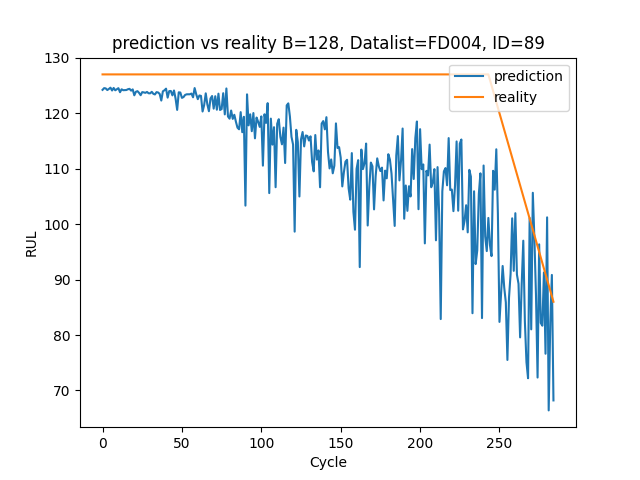 prediction vs reality B=128, Datalist=FD004, ID=89
130
120
110
100
90
80
70
RUL
0 50 100 150 200 250
Cycle
prediction
reality